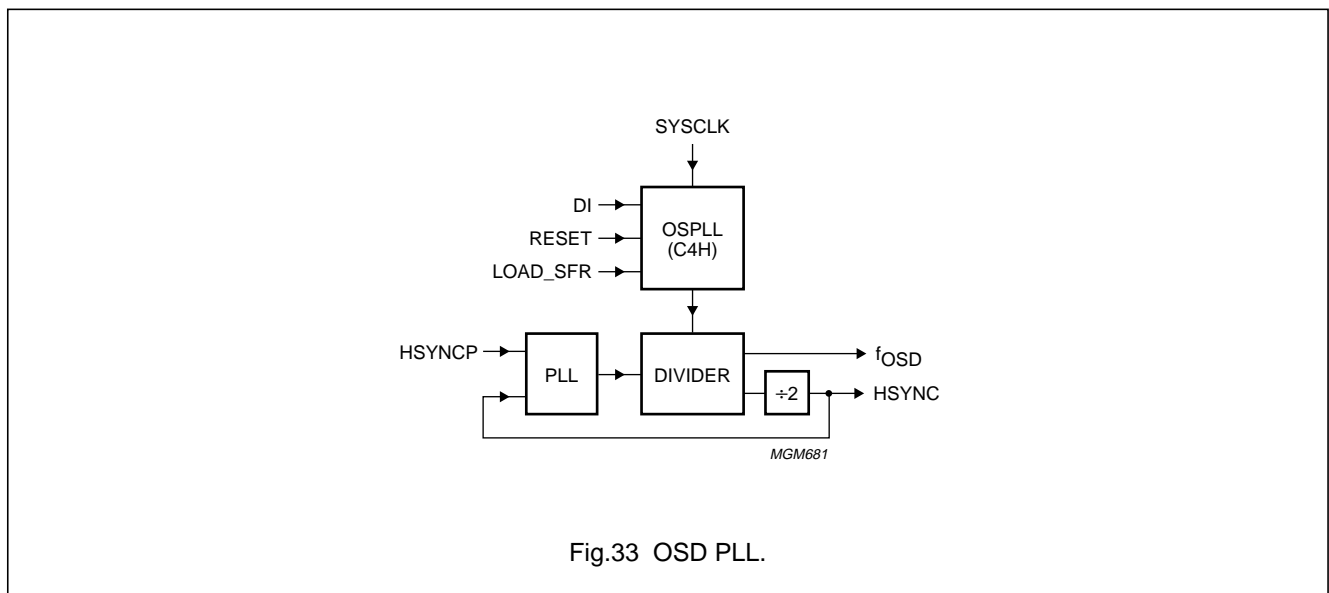 SYSCLK
DI
RESET
LOAD_SFR
OSPLL
(C4H)
HSYNCP
PLL
DIVIDER
÷2
fOSD
HSYNC
MGM681
Fig.33 OSD PLL.